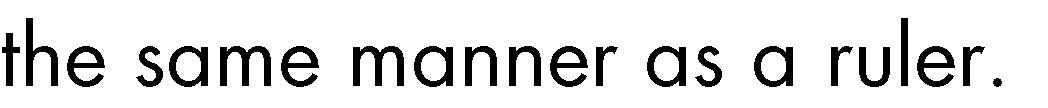 the same manner as a ruler.